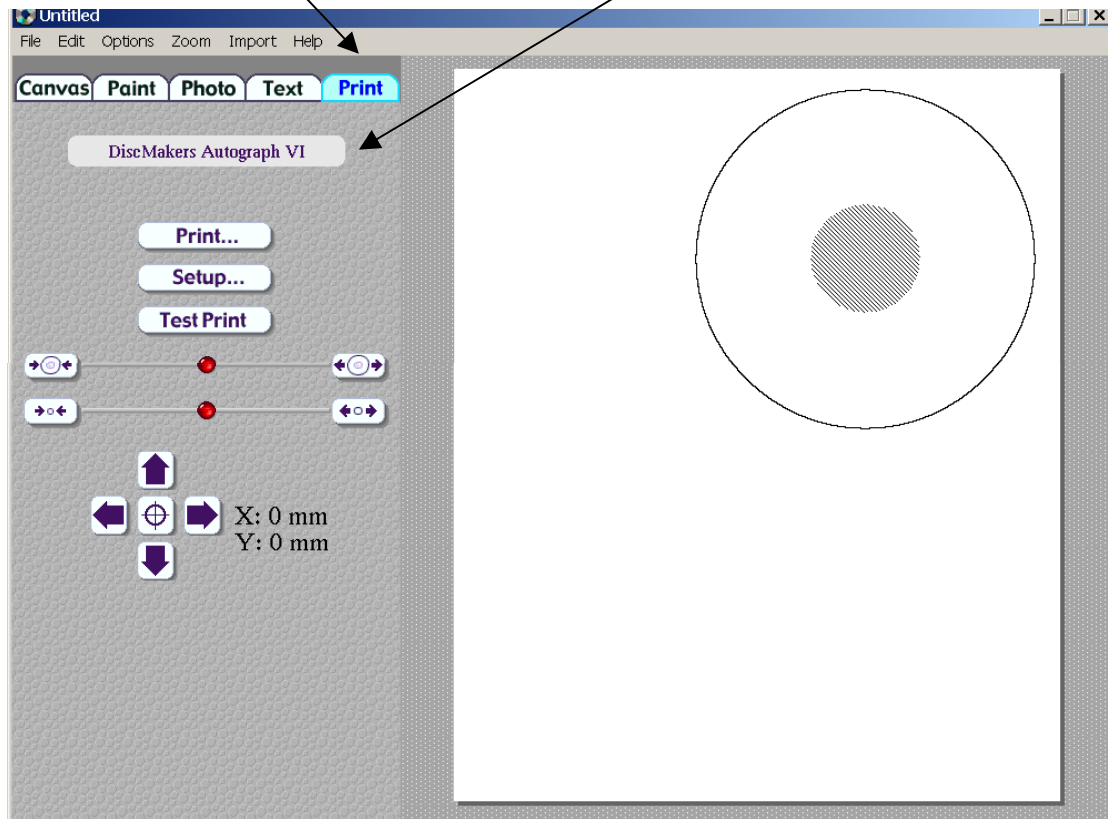 Untitled
File Edit Options Zoom Import Help
Canvas Paint Photo Text Print
DiscMakers Autograph VI
Print...
Setup...
Test Print
X: 0 mm
Y: 0 mm